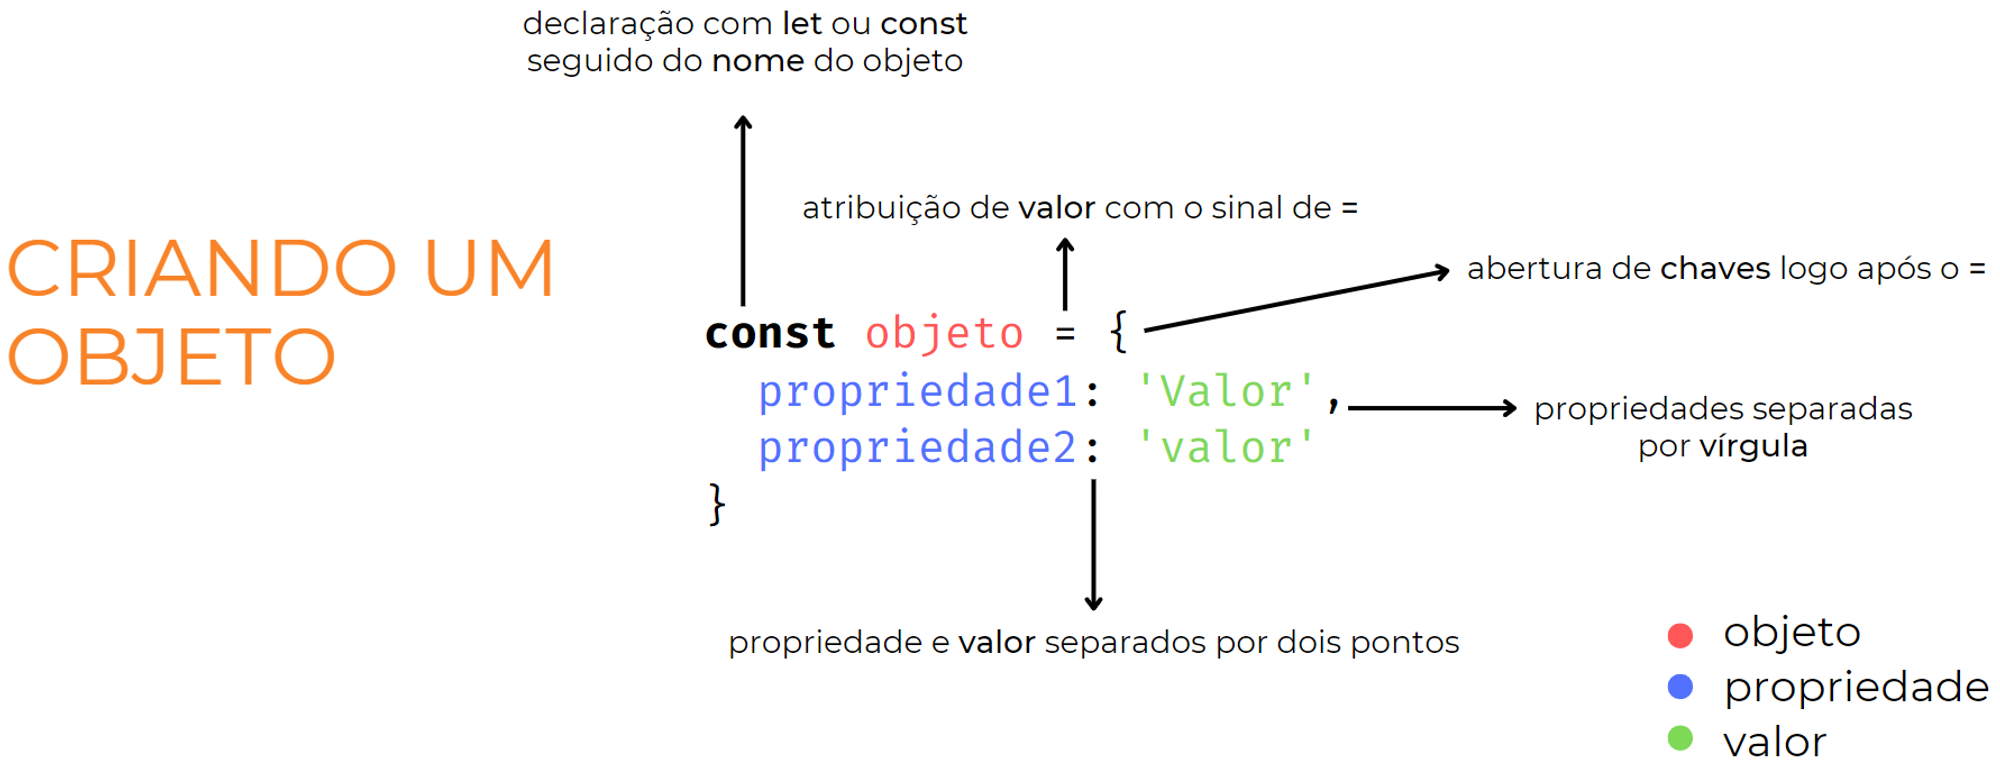 declaração com let ou const
seguido do nome do objeto
atribuição de valor com o sinal de =
CRIANDO UM
OBJETO
abertura de chaves logo após o =
const objeto = {
propriedade1: 'Valor',
propriedades separadas
por vírgula
propriedade2: 'valor'
}
propriedade e valor separados por dois pontos
objeto
propriedade
valor